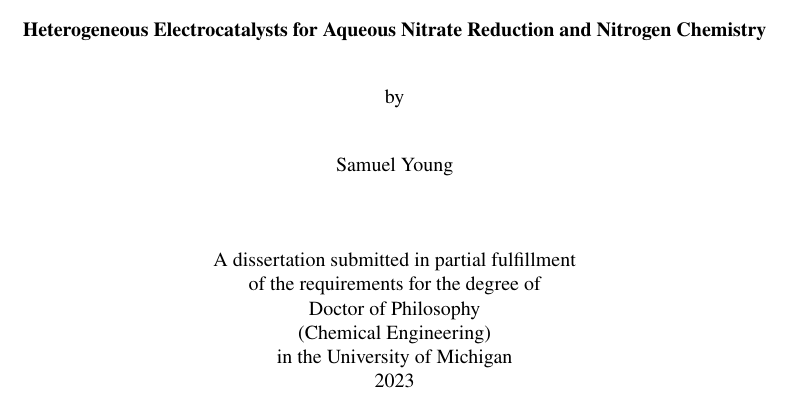 Heterogeneous Electrocatalysts for Aqueous Nitrate Reduction and Nitrogen Chemistry
by
Samuel Young
A dissertation submitted in partial fulfillment
of the requirements for the degree of
Doctor of Philosophy
(Chemical Engineering)
in the University of Michigan
2023